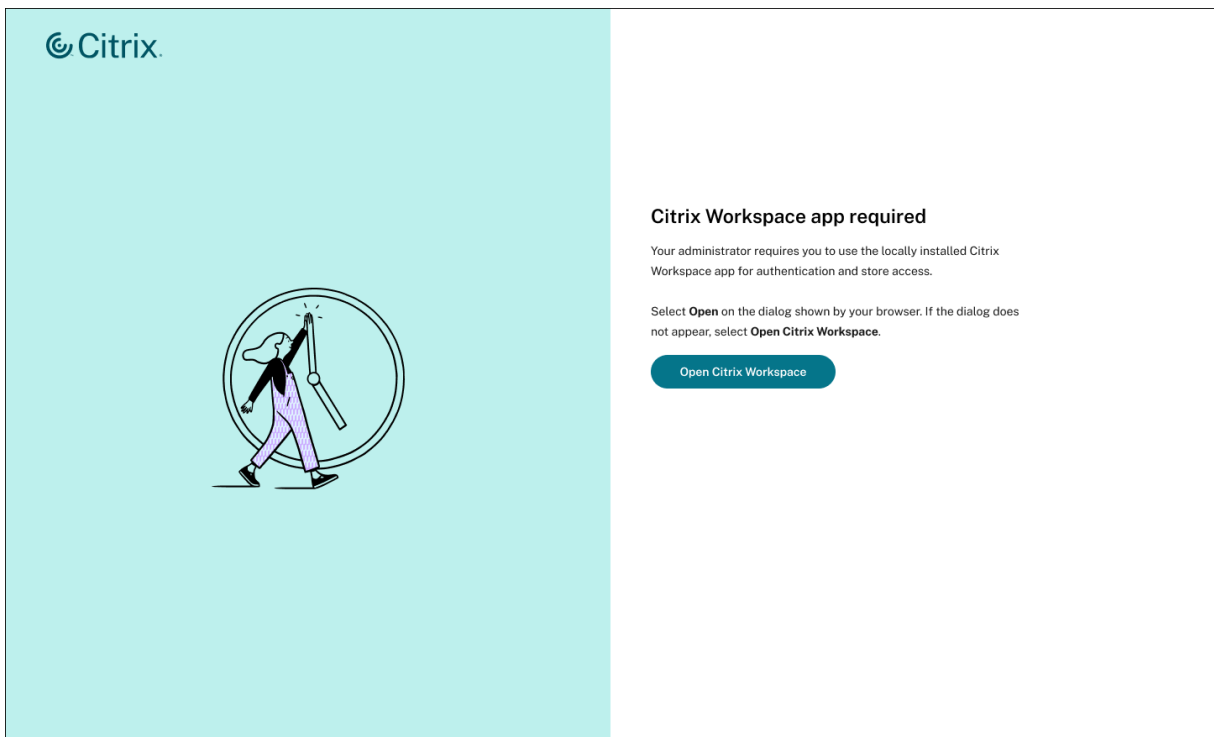 Citrix
Citrix Workspace app required
Your administrator requires you to use the locally installed Citrix
Workspace app for authentication and store access.
Select Open on the dialog shown by your browser. If the dialog does
not appear, select Open Citrix Workspace.
Open Citrix Workspace